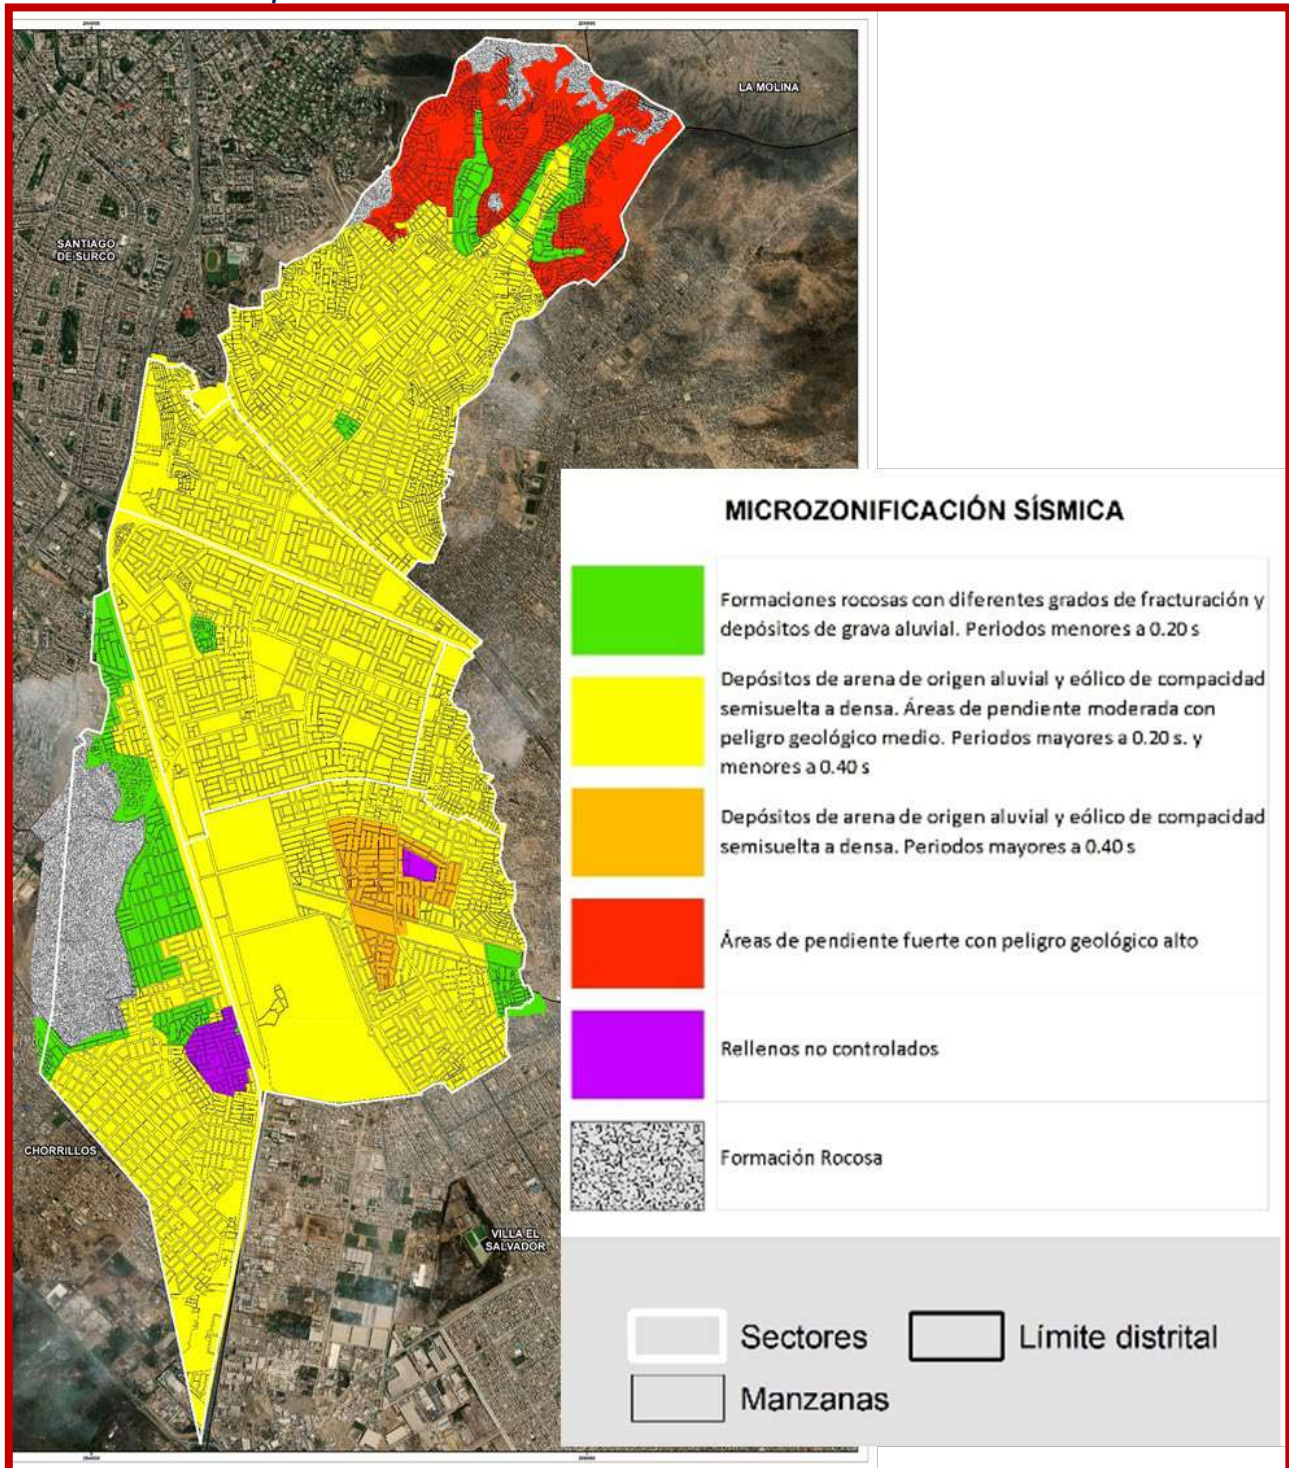 LA MOLINA
SANTIAGO
DE SURCO
MICROZONIFICACIÓN SÍSMICA
Formaciones rocosas con diferentes grados de fracturación y
depósitos de grava aluvial. Periodos menores a 0.20 s
Depósitos de arena de origen aluvial y eólico de compacidad
semisuelta a densa. Áreas de pendiente moderada con
peligro geológico medio. Periodos mayores a 0.20 s. y
menores a 0.40 s
Depósitos de arena de origen aluvial y eólico de compacidad
semisuelta a densa. Periodos mayores a 0.40 s
Áreas de pendiente fuerte con peligro geológico alto
Rellenos no controlados
Formación Rocosa
CHORRILLOS
VILLA EL
SALVADOR
Sectores
Límite distrital
Manzanas